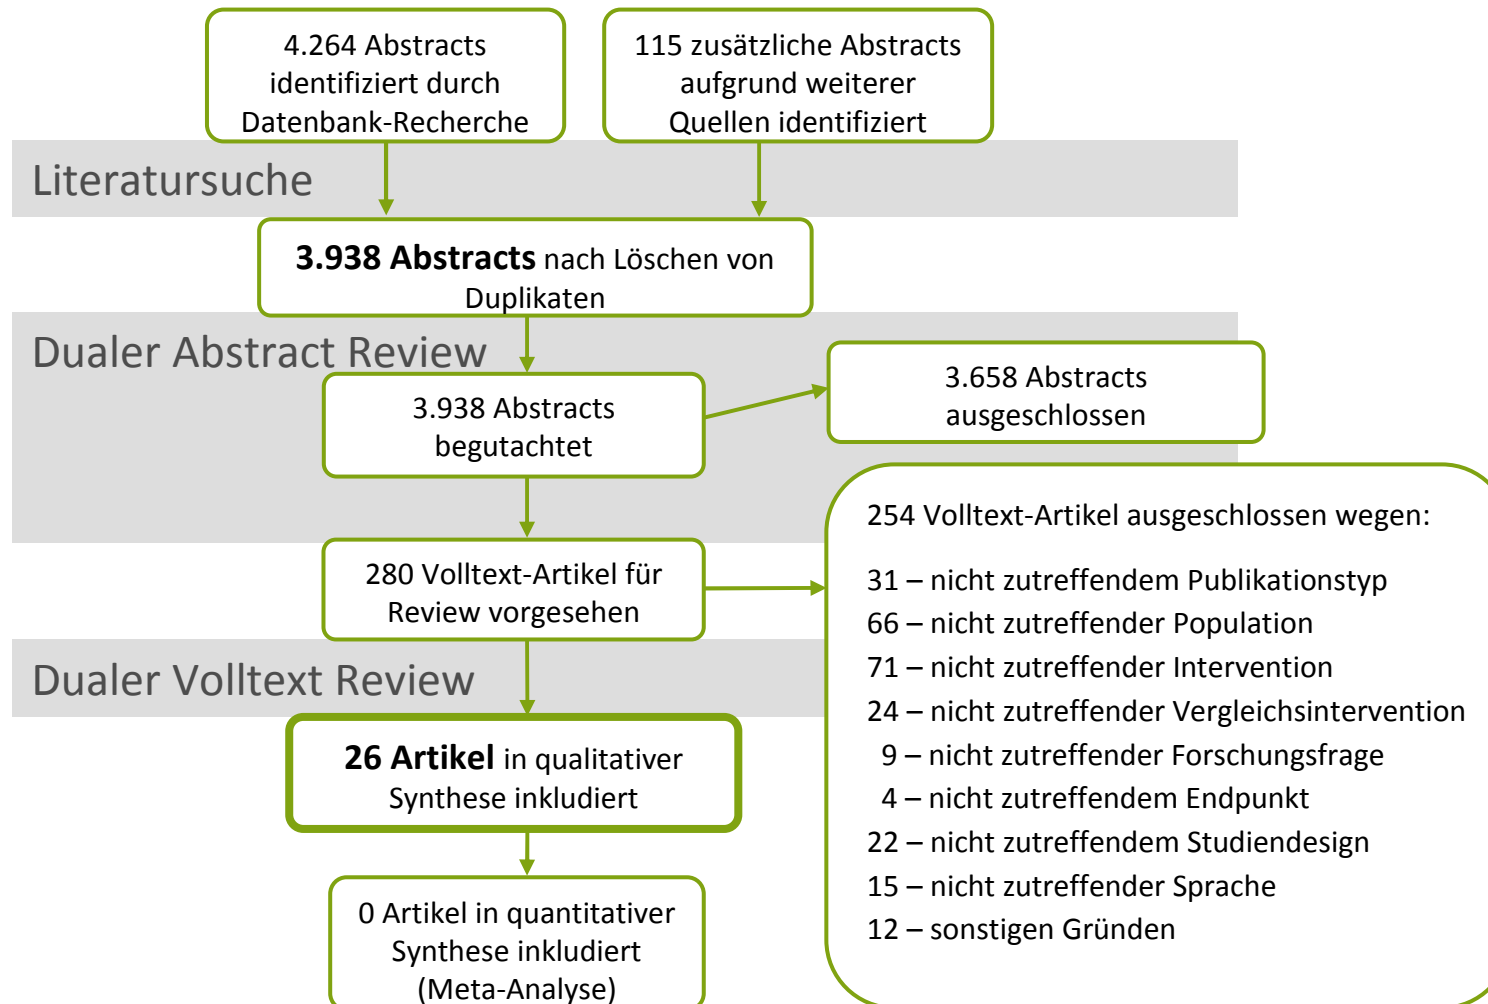 4.264 Abstracts
identifiziert durch
Datenbank-Recherche
115 zusätzliche Abstracts
aufgrund weiterer
Quellen identifiziert
Literatursuche
3.938 Abstracts nach Löschen von
Duplikaten
Dualer Abstract Review
3.938 Abstracts
begutachtet
3.658 Abstracts
ausgeschlossen
280 Volltext-Artikel für
Review vorgesehen
254 Volltext-Artikel ausgeschlossen wegen:
31 – nicht zutreffendem Publikationstyp
66 – nicht zutreffender Population
71 – nicht zutreffender Intervention
24 – nicht zutreffender Vergleichsintervention
9 – nicht zutreffender Forschungsfrage
4 – nicht zutreffendem Endpunkt
22 – nicht zutreffendem Studiendesign
15 – nicht zutreffender Sprache
12 – sonstigen Gründen
Dualer Volltext Review
26 Artikel in qualitativer
Synthese inkludiert
0 Artikel in quantitativer
Synthese inkludiert
(Meta-Analyse)